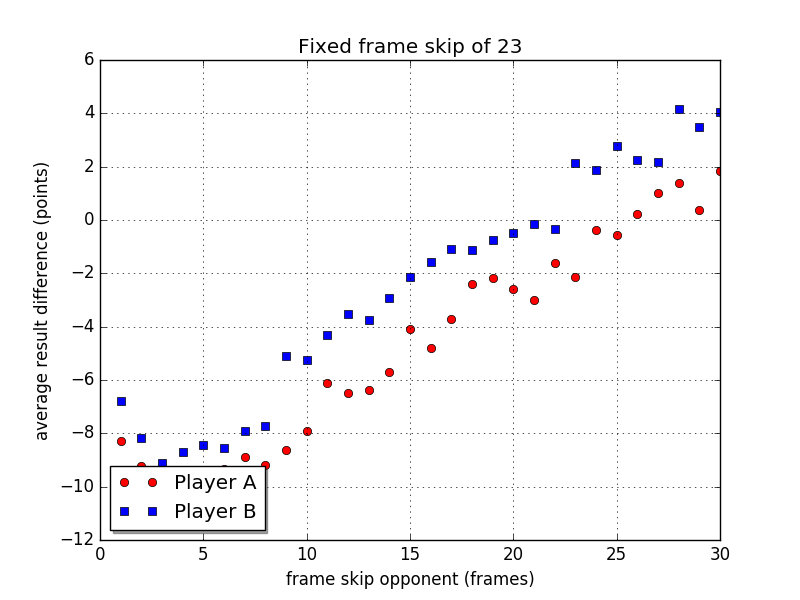 Fixed frame skip of 23
average result difference (points)
6
4
2
0
−2
−4
−6
−8
−10
−12
Player A
Player B
0 5 10 15 20 25 30
frame skip opponent (frames)